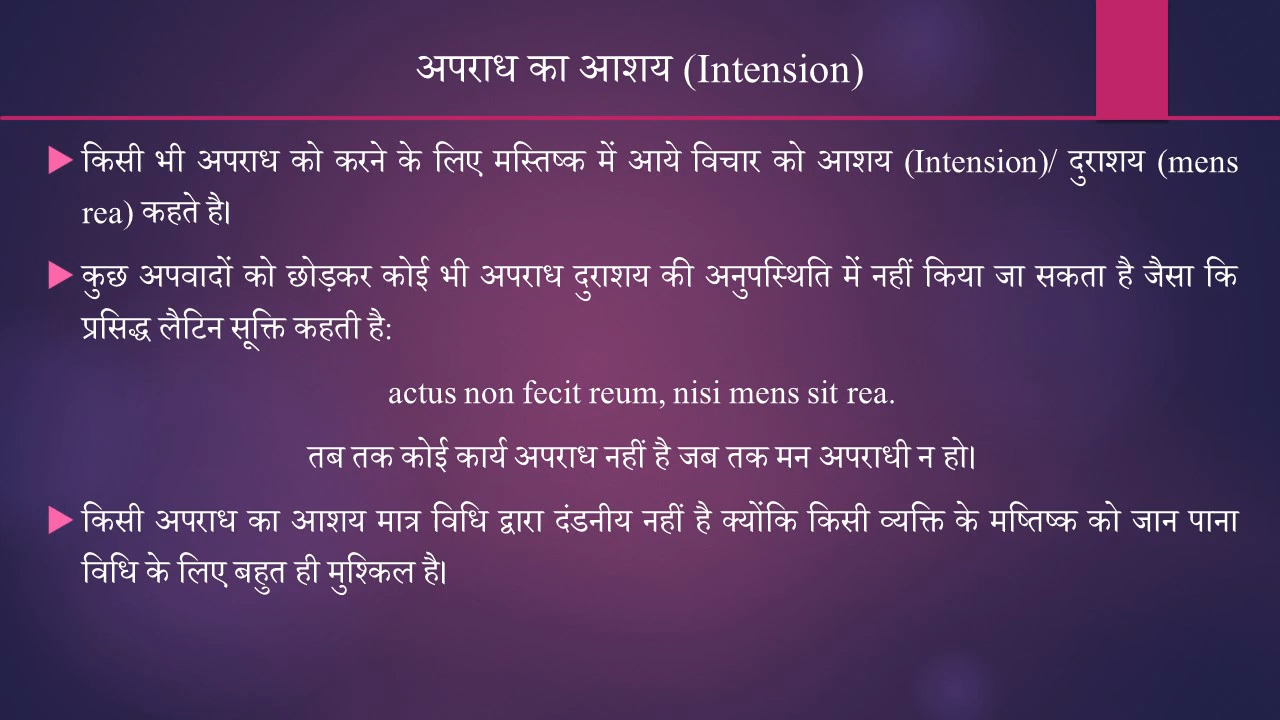 अपराध का आशय (Intension)
किसी भी अपराध को करने के लिए मस्तिष्क में आये विचार को आशय (Intension)/ दुराशय (mens
rea) कहते है।
कुछ अपवादों को छोड़कर कोई भी अपराध दुराशय की अनुपस्थिति में नहीं किया जा सकता है जैसा कि
प्रसिद्ध लैटिन सूक्ति कहती है:
actus non fecit reum, nisi mens sit rea.
तब तक कोई कार्य अपराध नहीं है जब तक मन अपराधी न हो।
किसी अपराध का आशय मात्र विधि द्वारा दंडनीय नहीं है क्योंकि किसी व्यक्ति के मष्तिष्क को जान पाना
विधि के लिए बहुत ही मुश्किल है।